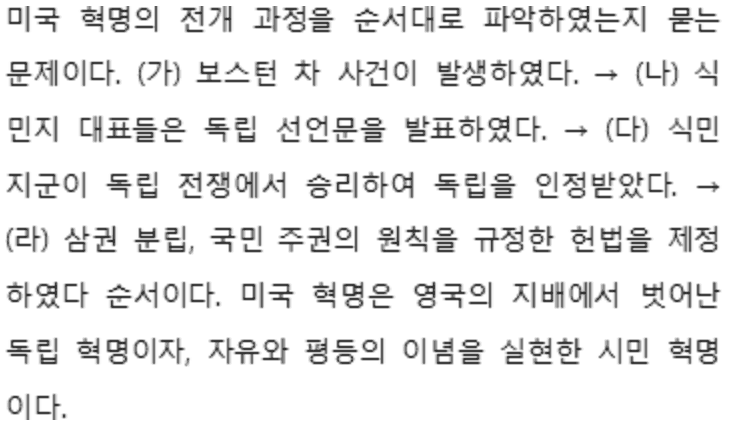 미국 혁명의 전개 과정을 순서대로 파악하였는지 묻는
문제이다. (가) 보스턴 차 사건이 발생하였다. → (나) 식
민지 대표들은 독립 선언문을 발표하였다. → (다) 식민
지군이 독립 전쟁에서 승리하여 독립을 인정받았다. →
(라) 삼권 분립, 국민 주권의 원칙을 규정한 헌법을 제정
하였다 순서이다. 미국 혁명은 영국의 지배에서 벗어난
독립 혁명이자, 자유와 평등의 이념을 실현한 시민 혁명
이다.